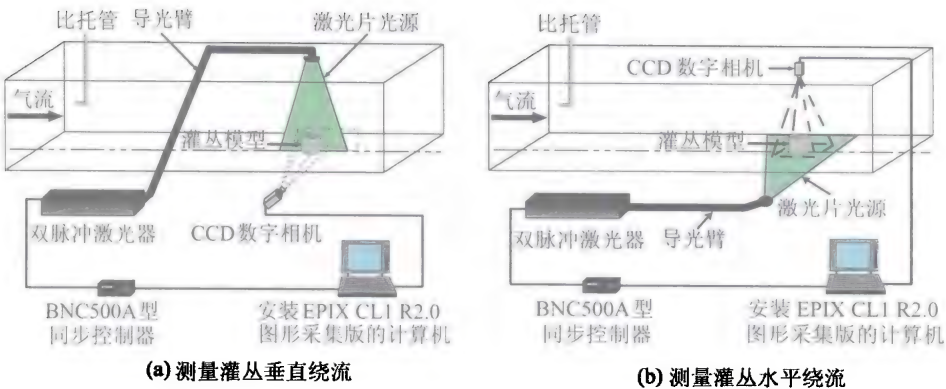 比托管
导光臂
激光片光源
气流
灌丛模型
双脉冲激光器
CCD数字相机
BNC500A型
同步控制器
安装EPIX CL1 R2.0
图形采集版的计算机
(a) 测量灌丛垂直绕流
比托管
CCD数字相机
气流
灌丛模型
激光片光源
双脉冲激光器
导光臂
BNC500A型
同步控制器
安装EPIX CL1 R2.0
图形采集版的计算机
(b) 测量灌丛水平绕流